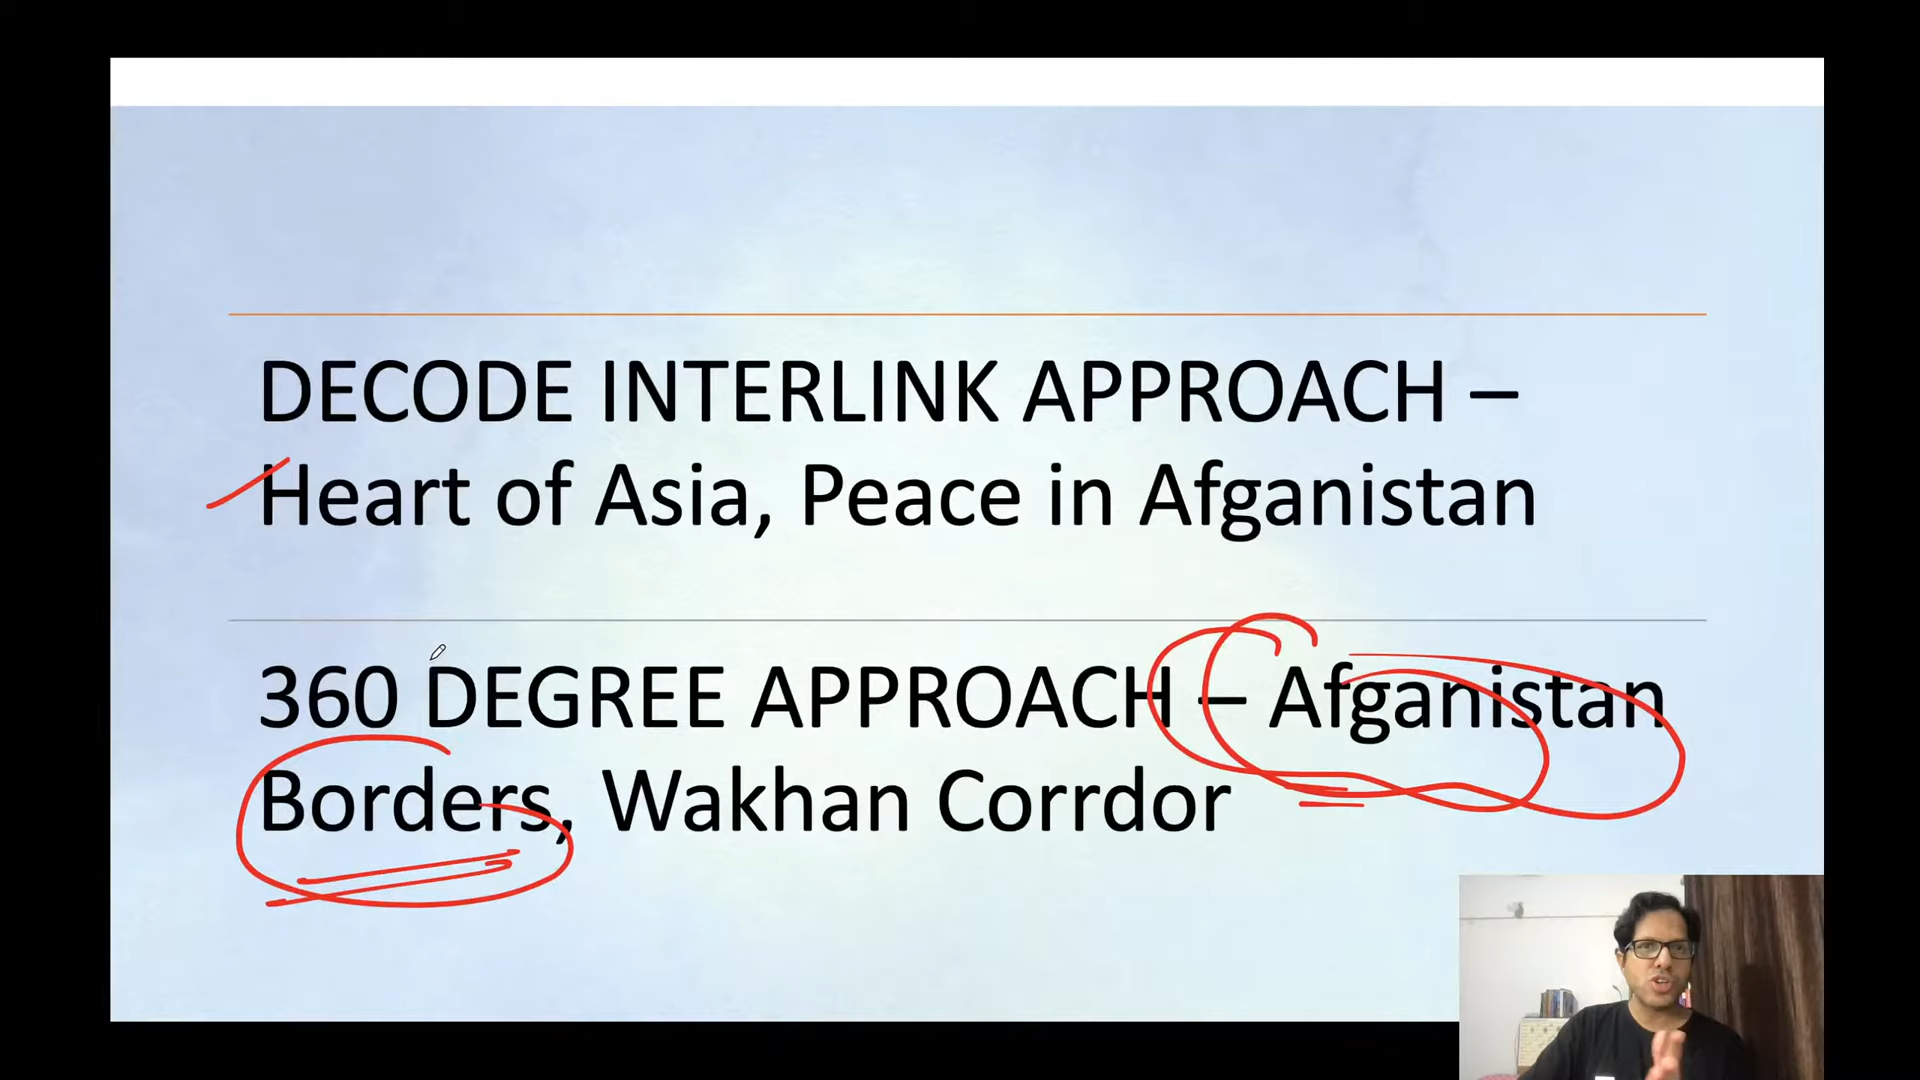 DECODE INTERLINK APPROACH –
Heart of Asia, Peace in Afganistan
360 DEGREE APPROACH – Afganistan
Borders, Wakhan Corrdor